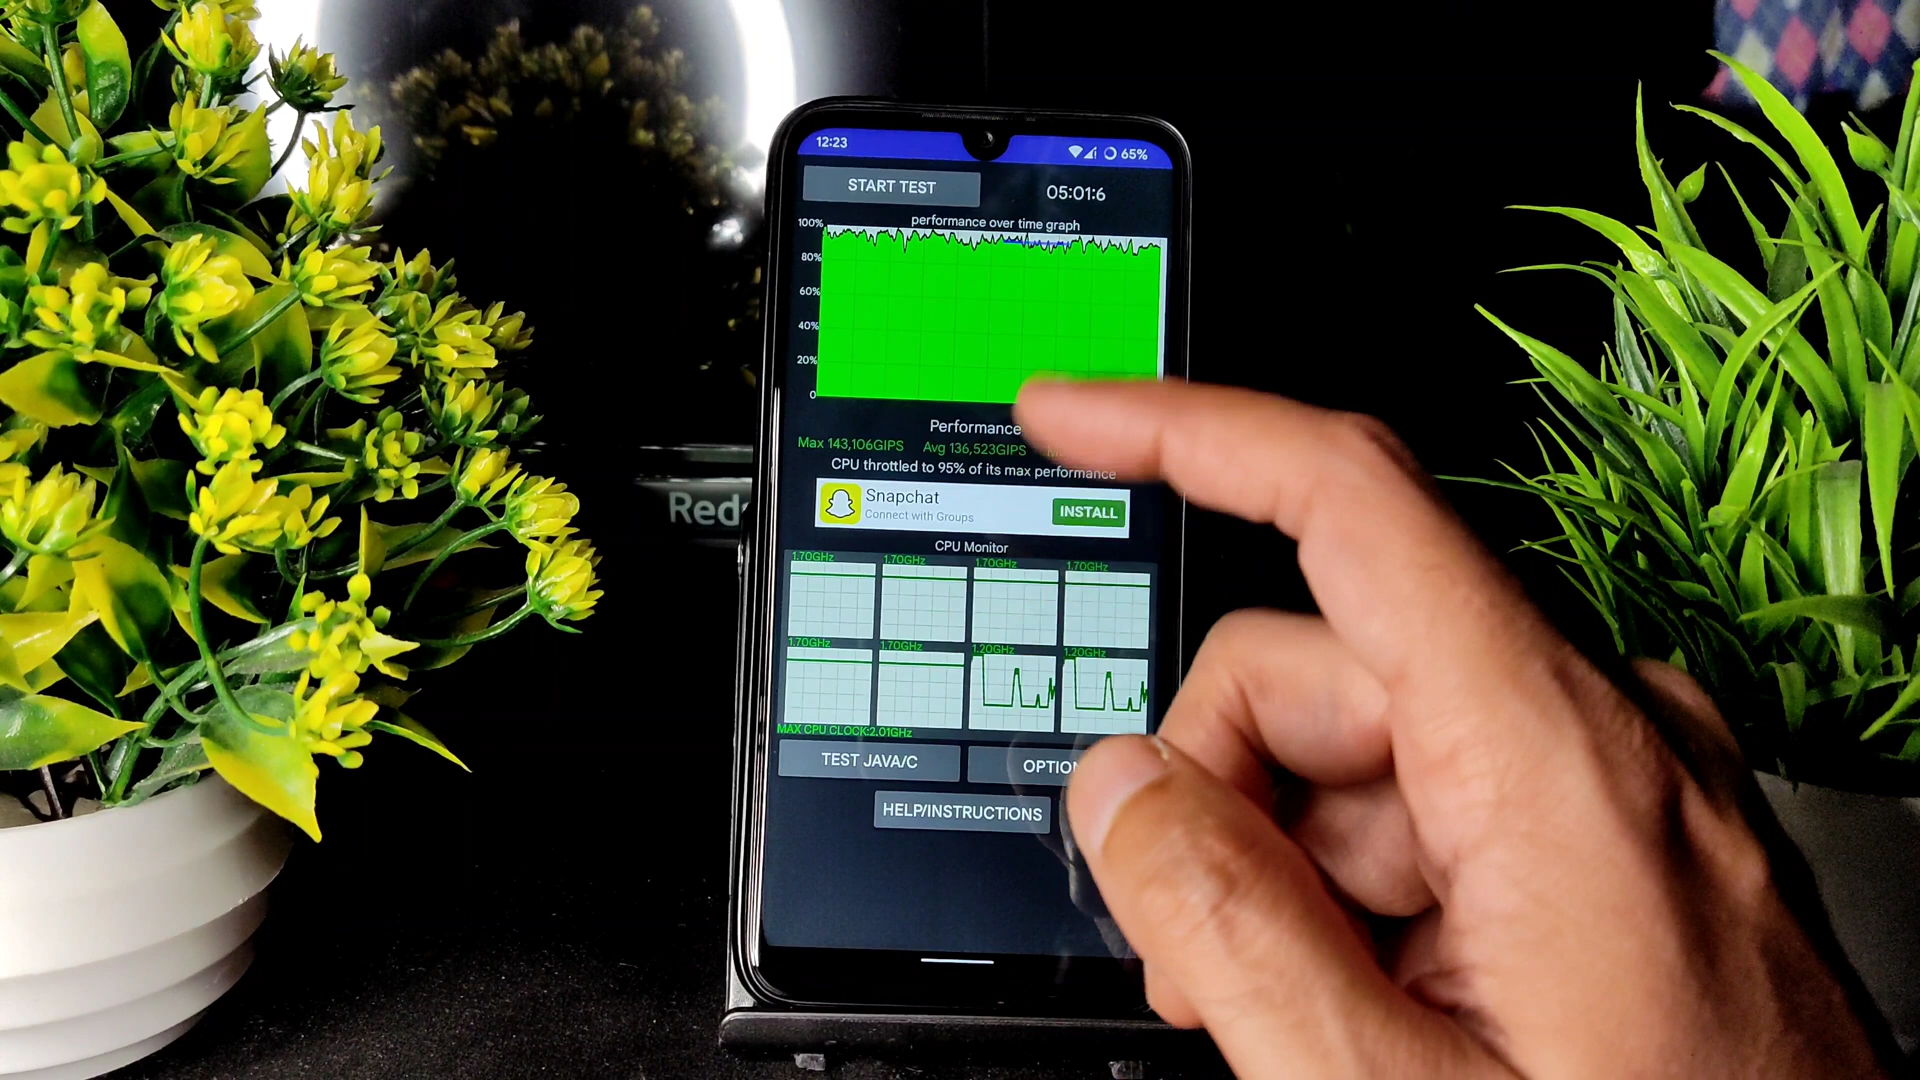 12:23
65%
START TEST
05:01:6
performance over time graph
100%
80%
60%
40%
20%
0
Performance
Max 143,106GIPS Avg 136,523GIPS
CPU throttled to 95% of its max performance
Snapchat
Connect with Groups
INSTALL
CPU Monitor
1.70GHz 1.70GHz 1.70GHz 1.70GHz
1.70GHz 1.70GHz 1.20GHz 1.20GHz
MAX CPU CLOCK:2.01GHz
TEST JAVA/C
OPTION
HELP/INSTRUCTIONS
Red